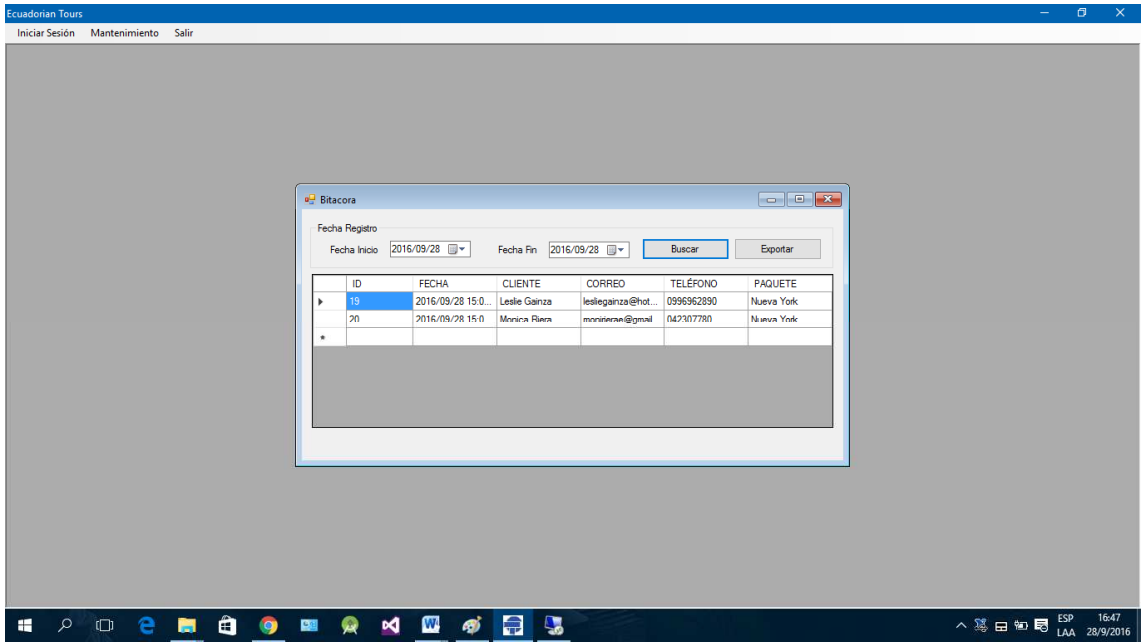 Ecuadorian Tours
Iniciar Sesión Mantenimiento Salir
Bitacora
Fecha Registro
Fecha Inicio 2016/09/28 Fecha Fin 2016/09/28 Buscar Exportar
ID FECHA CLIENTE CORREO TELÉFONO PAQUETE
19 2016/09/28 15:0... Leslie Gainza lesliegainza@hot... 0996962890 Nueva York
20 2016/09/28 15:0 Monica Riera monirierae@gmail 042307780 Nueva York
*
ESP 16:47
LAA 28/9/2016